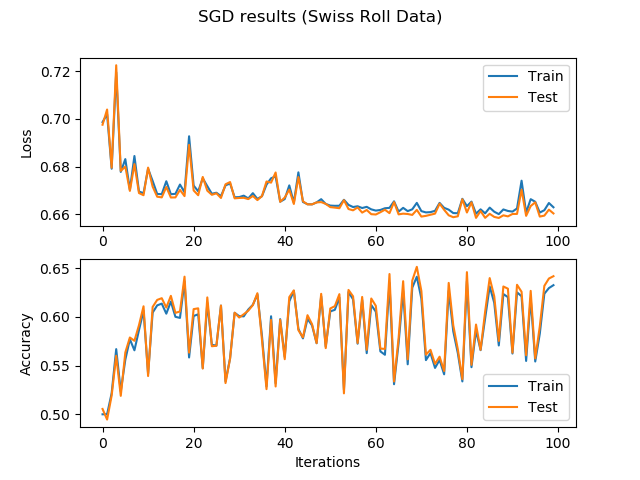 SGD results (Swiss Roll Data)
0.72
0.70
0.68
0.66
Loss
Train
Test
0 20 40 60 80 100
0.65
0.60
0.55
0.50
Accuracy
Train
Test
0 20 40 60 80 100
Iterations